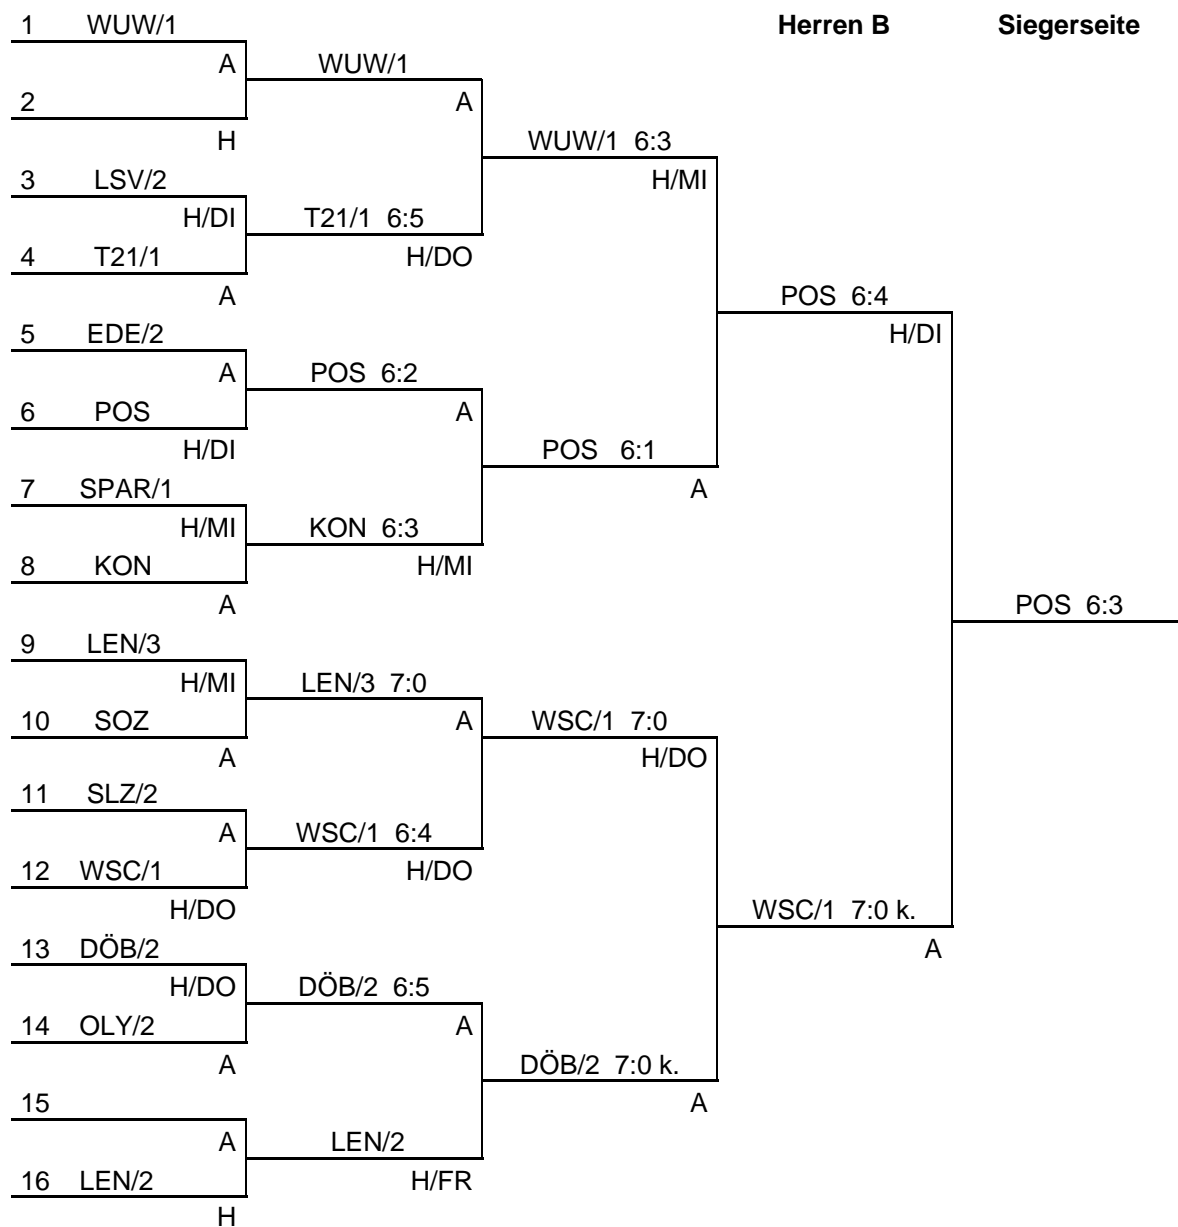 1 WUW/1 Herren B Siegerseite
A WUW/1
2 A
H WUW/1 6:3
3 LSV/2 H/MI
H/DI T21/1 6:5
4 T21/1 H/DO
A POS 6:4
5 EDE/2 H/DI
A POS 6:2
6 POS A
H/DI POS 6:1
7 SPAR/1 A
H/MI KON 6:3
8 KON H/MI
A POS 6:3
9 LEN/3
H/MI LEN/3 7:0
10 SOZ A WSC/1 7:0
A H/DO
11 SLZ/2
A WSC/1 6:4
12 WSC/1 H/DO
H/DO WSC/1 7:0 k.
13 DÖB/2 A
H/DO DÖB/2 6:5
14 OLY/2 A
A DÖB/2 7:0 k.
15 A
A LEN/2
16 LEN/2 H/FR
H